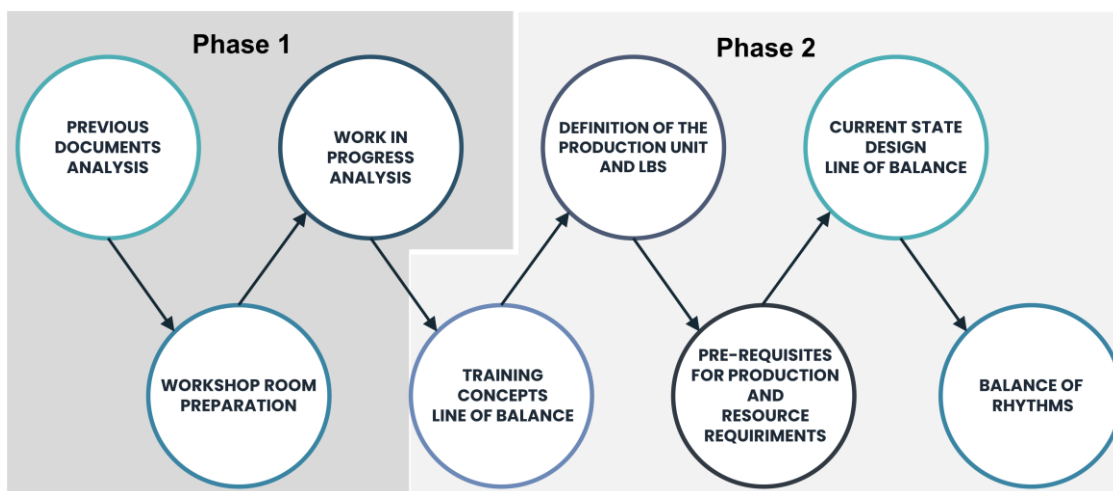 Phase 1
PREVIOUS
DOCUMENTS
ANALYSIS
WORKSHOP ROOM
PREPARATION
WORK IN
PROGRESS
ANALYSIS
Phase 2
TRAINING
CONCEPTS
LINE OF BALANCE
DEFINITION OF THE
PRODUCTION UNIT
AND LBS
PRE-REQUISITES
FOR PRODUCTION
AND
RESOURCE
REQUIRIMENTS
CURRENT STATE
DESIGN
LINE OF BALANCE
BALANCE OF
RHYTHMS